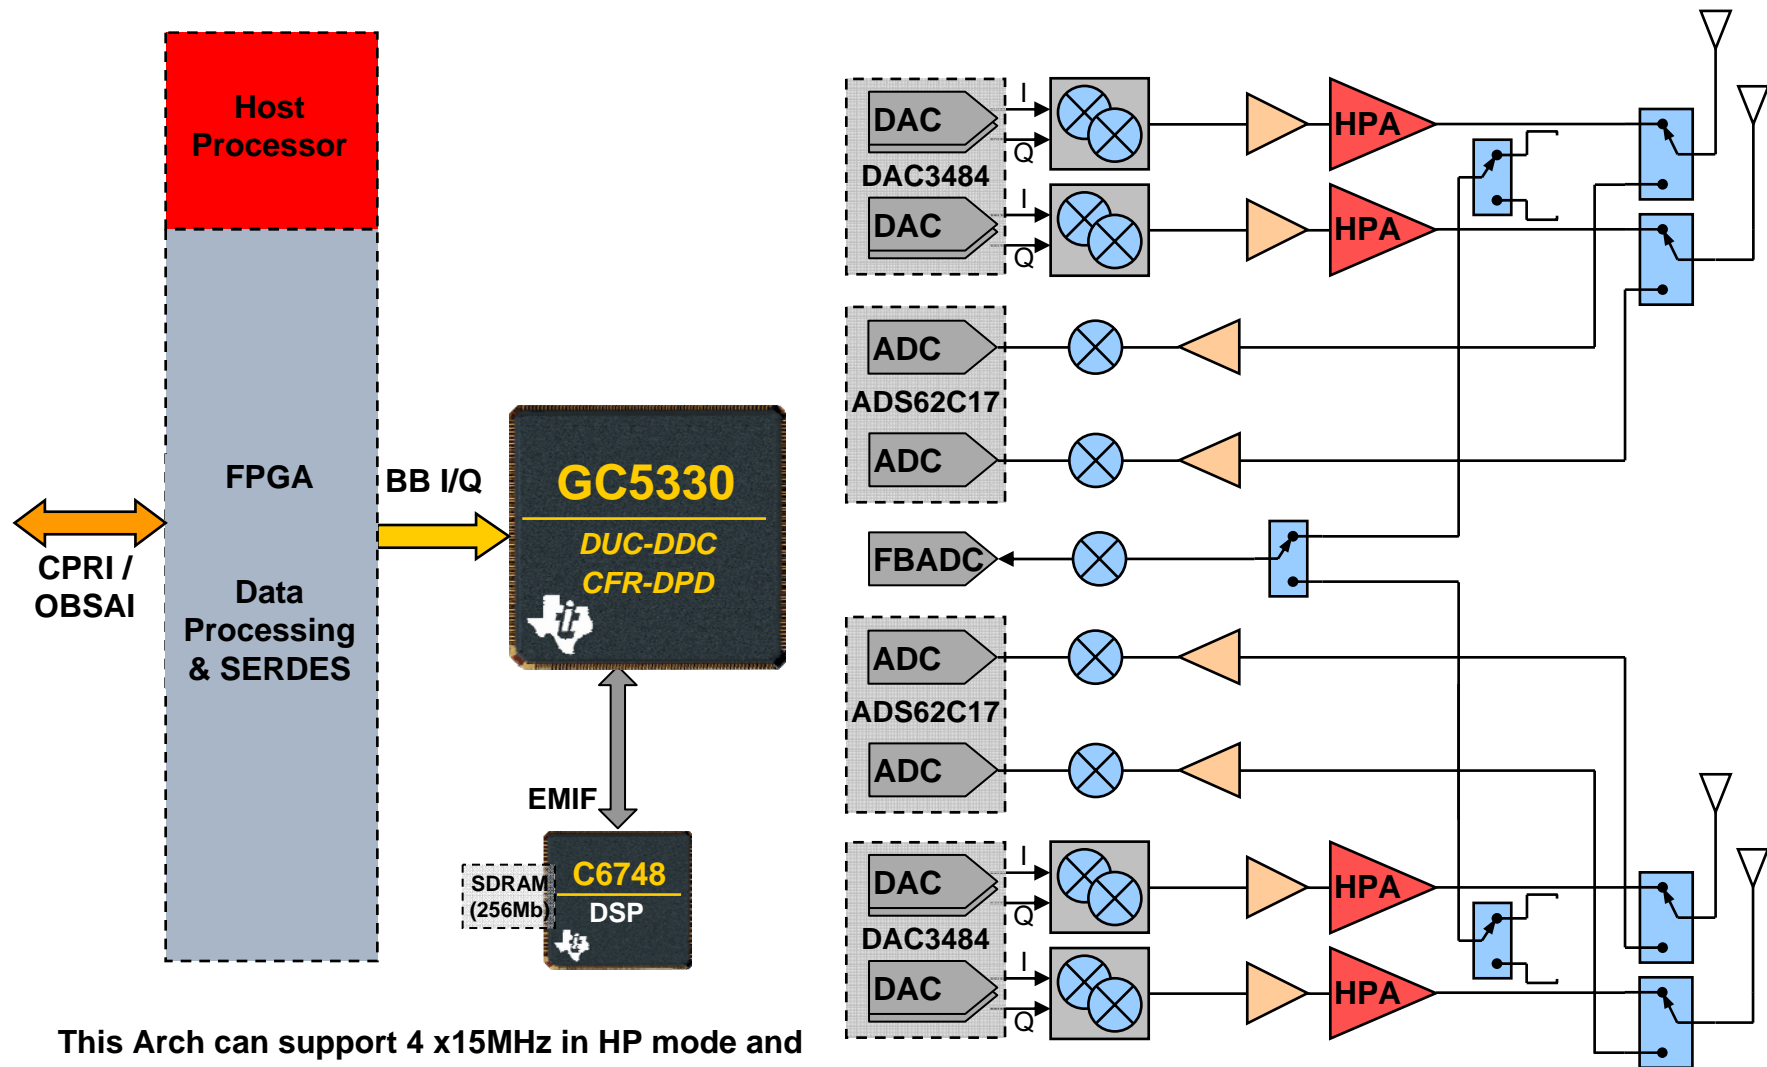 Host
Processor
FPGA
Data
Processing
& SERDES
CPRI /
OBSAI
BB I/Q
GC5330
DUC-DDC
CFR-DPD
EMIF
SDRAM
(256Mb)
C6748
DSP
This Arch can support 4 x15MHz in HP mode and
DAC
I
Q
HPA
DAC3484
DAC
I
Q
HPA
ADC
ADS62C17
ADC
FBADC
ADC
ADS62C17
ADC
DAC
I
Q
HPA
DAC3484
DAC
I
Q
HPA